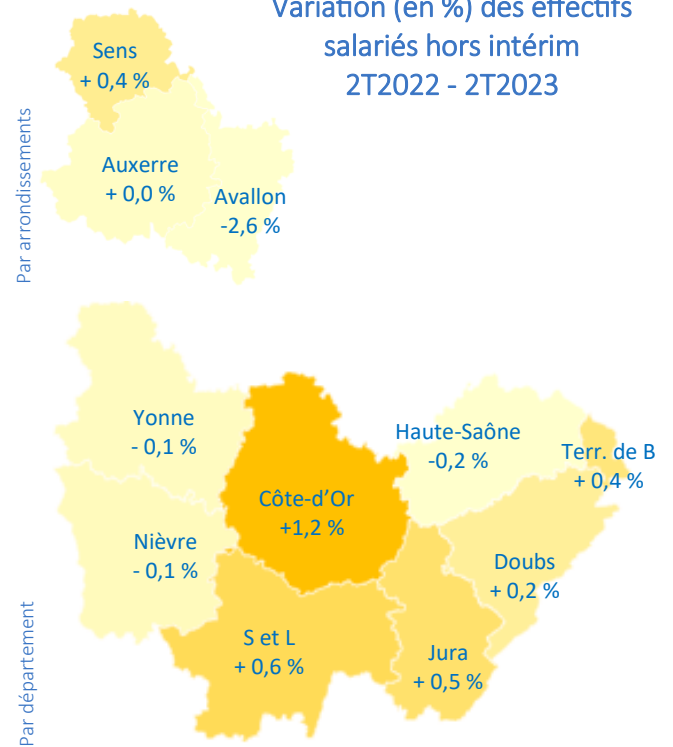 Variation (en %) des effectifs
salariés hors intérim
2T2022 - 2T2023
Par arrondissements
Sens
+ 0,4 %
Auxerre
+ 0,0 %
Avallon
-2,6 %
Par département
Yonne
- 0,1 %
Côte-d'Or
+1,2 %
Haute-Saône
-0,2 %
Terr. de B
+ 0,4 %
Nièvre
- 0,1 %
Doubs
+ 0,2 %
S et L
+ 0,6 %
Jura
+ 0,5 %